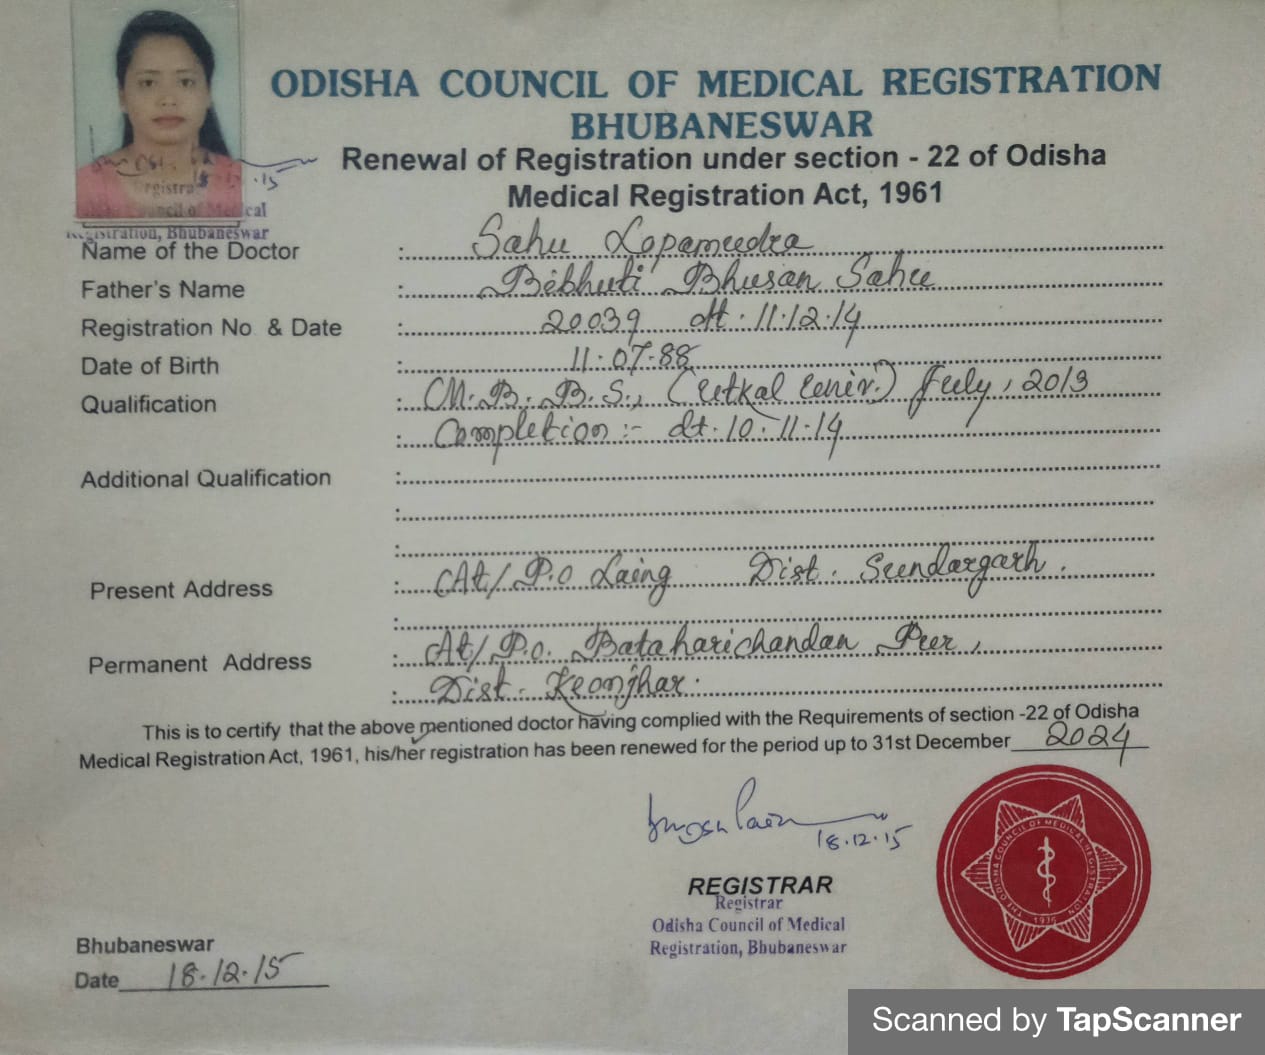 ODISHA COUNCIL OF MEDICAL REGISTRATION
BHUBANESWAR
Renewal of Registration under section - 22 of Odisha
Medical Registration Act, 1961
18.12.15
Registrar
Council of Medical
Registration, Bhubaneswar
Name of the Doctor : Sahu Lopamudra
Father's Name : Bibhuti Bhusan Sahu
Registration No & Date : 20039 dt. 11.12.14
Date of Birth : 11.07.88
Qualification : M.B.B.S., (Utkal Univ.) July, 2013
: Completion :- dt. 10.11.14
Additional Qualification :
:
:
Present Address : At/P.O Laing Dist. Sundargarh.
:
Permanent Address : At/P.O. Bataharichandan Pur,
: Dist. Keonjhar.
This is to certify that the above mentioned doctor having complied with the Requirements of section -22 of Odisha
Medical Registration Act, 1961, his/her registration has been renewed for the period up to 31st December 2024
18.12.15
REGISTRAR
Registrar
Odisha Council of Medical
Registration, Bhubaneswar
THE ODISHA COUNCIL OF MEDICAL REGISTRATION
1936
Bhubaneswar
Date 18.12.15
Scanned by TapScanner